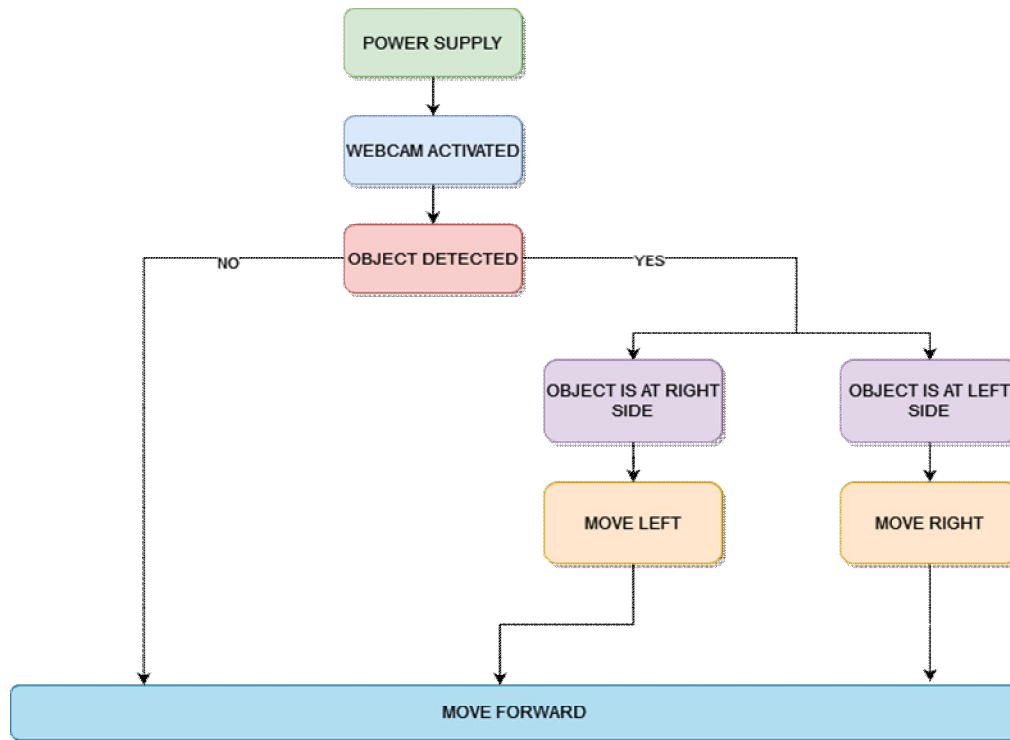 POWER SUPPLY
WEBCAM ACTIVATED
OBJECT DETECTED
NO
YES
OBJECT IS AT RIGHT
SIDE
OBJECT IS AT LEFT
SIDE
MOVE LEFT
MOVE RIGHT
MOVE FORWARD